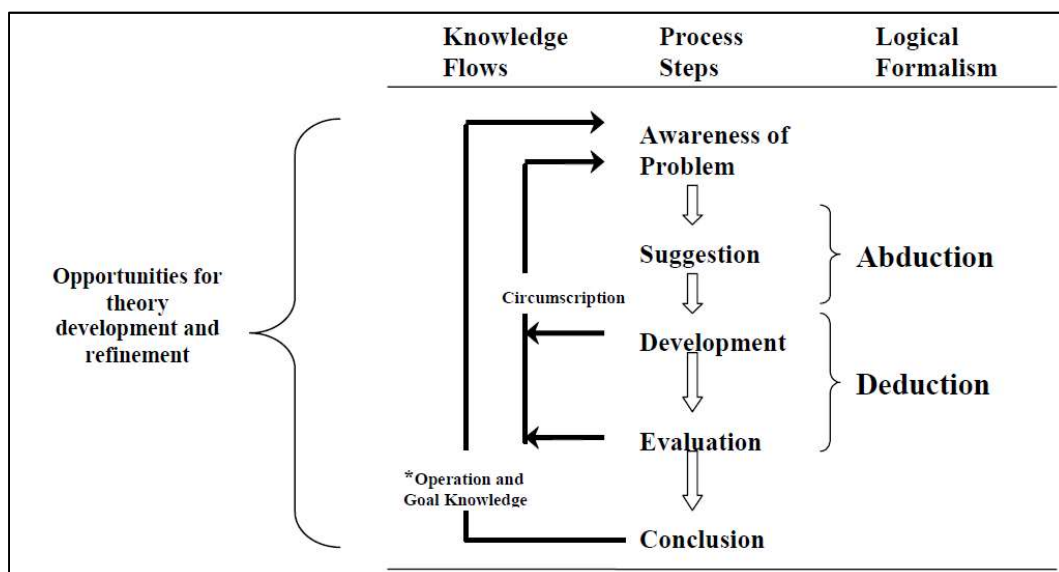 Knowledge
Flows
Process
Steps
Logical
Formalism
Opportunities for
theory
development and
refinement
Awareness of
Problem
Suggestion
Abduction
Circumscription
Development
Deduction
Evaluation
*Operation and
Goal Knowledge
Conclusion